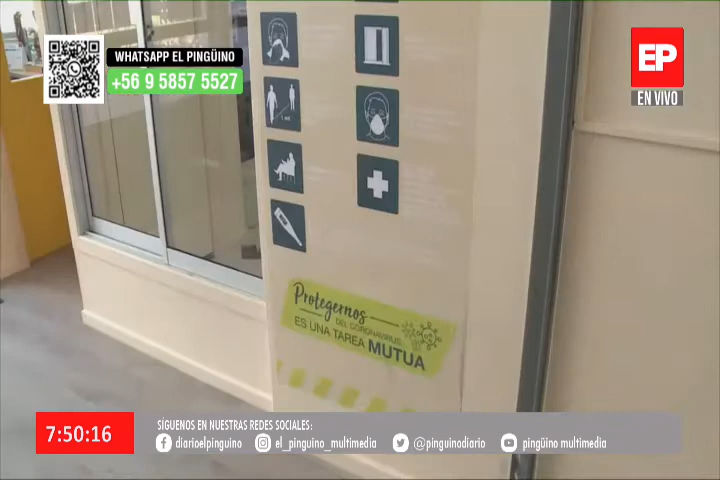 WHATSAPP EL PINGÜINO
+56 9 5857 5527
EP
EN VIVO
Protegernos
DEL CORONAVIRUS
ES UNA TAREA MUTUA
7:50:16
SÍGUENOS EN NUESTRAS REDES SOCIALES:
diarioelpinguino el_pinguino_multimedia @pinguinodiario pingüino multimedia